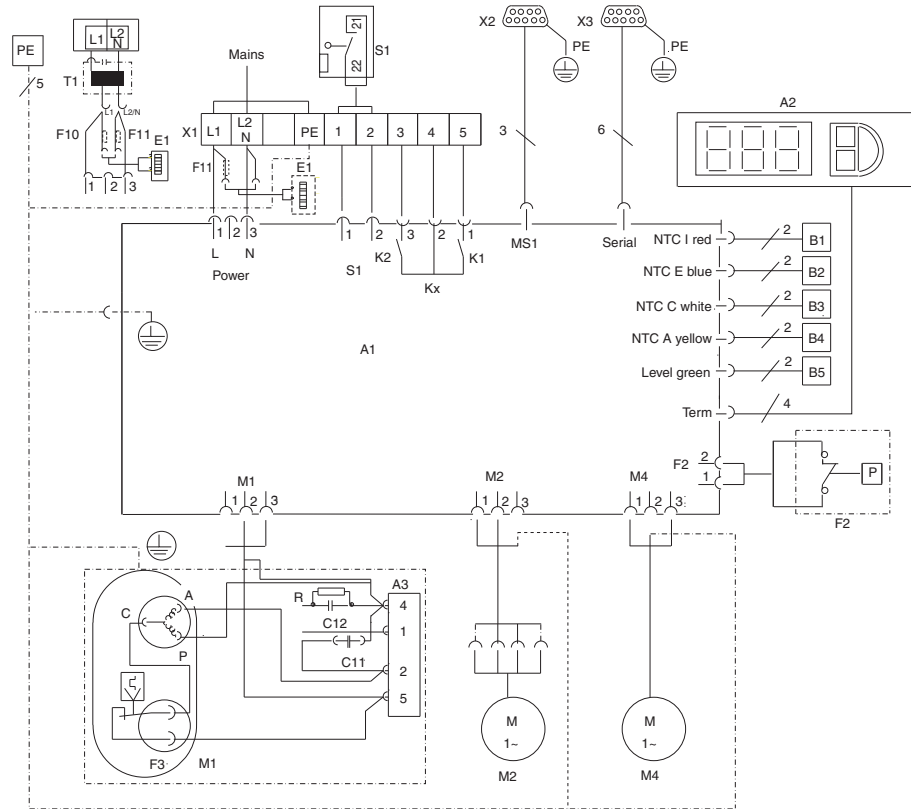 X2
X3
21
S1
22
L1
L2
N
PE
Mains
PE
PE
5
T1
A2
L1
L2/N
F10
F11
E1
X1
L1
L2
N
PE
1
2
3
4
5
3
6
1
2
3
F11
E1
1
2
3
1
2
3
2
1
MS1
Serial
NTC I red
2
B1
L
N
S1
K2
K1
Power
Kx
NTC E blue
2
B2
NTC C white
2
B3
A1
NTC A yellow
2
B4
Level green
2
B5
Term
4
F2
2
1
P
F2
M1
M2
M4
1
2
3
1
2
3
1
2
3
A3
A
R
4
C
C12
1
P
C11
2
5
M
1~
M
1~
F3
M1
M2
M4